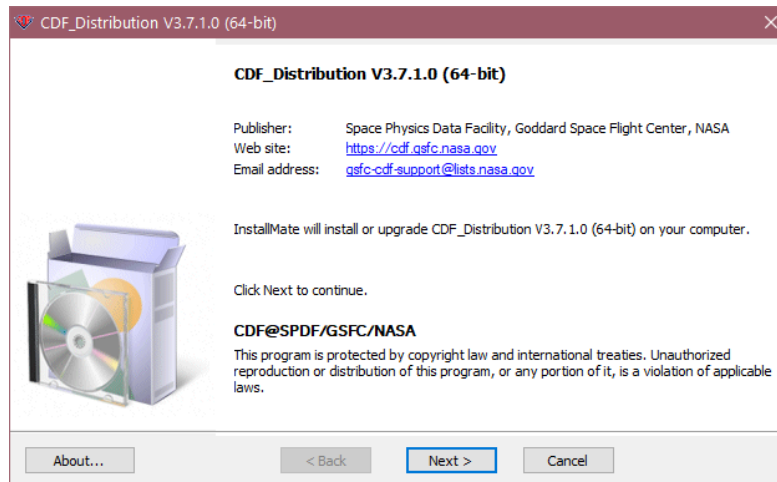 CDF_Distribution V3.7.1.0 (64-bit)
CDF_Distribution V3.7.1.0 (64-bit)
Publisher: Space Physics Data Facility, Goddard Space Flight Center, NASA
Web site: https://cdf.gsfc.nasa.gov
Email address: gsfc-cdf-support@lists.nasa.gov
InstallMate will install or upgrade CDF_Distribution V3.7.1.0 (64-bit) on your computer.
Click Next to continue.
CDF@SPDF/GSFC/NASA
This program is protected by copyright law and international treaties. Unauthorized
reproduction or distribution of this program, or any portion of it, is a violation of applicable
laws.
About... < Back Next > Cancel